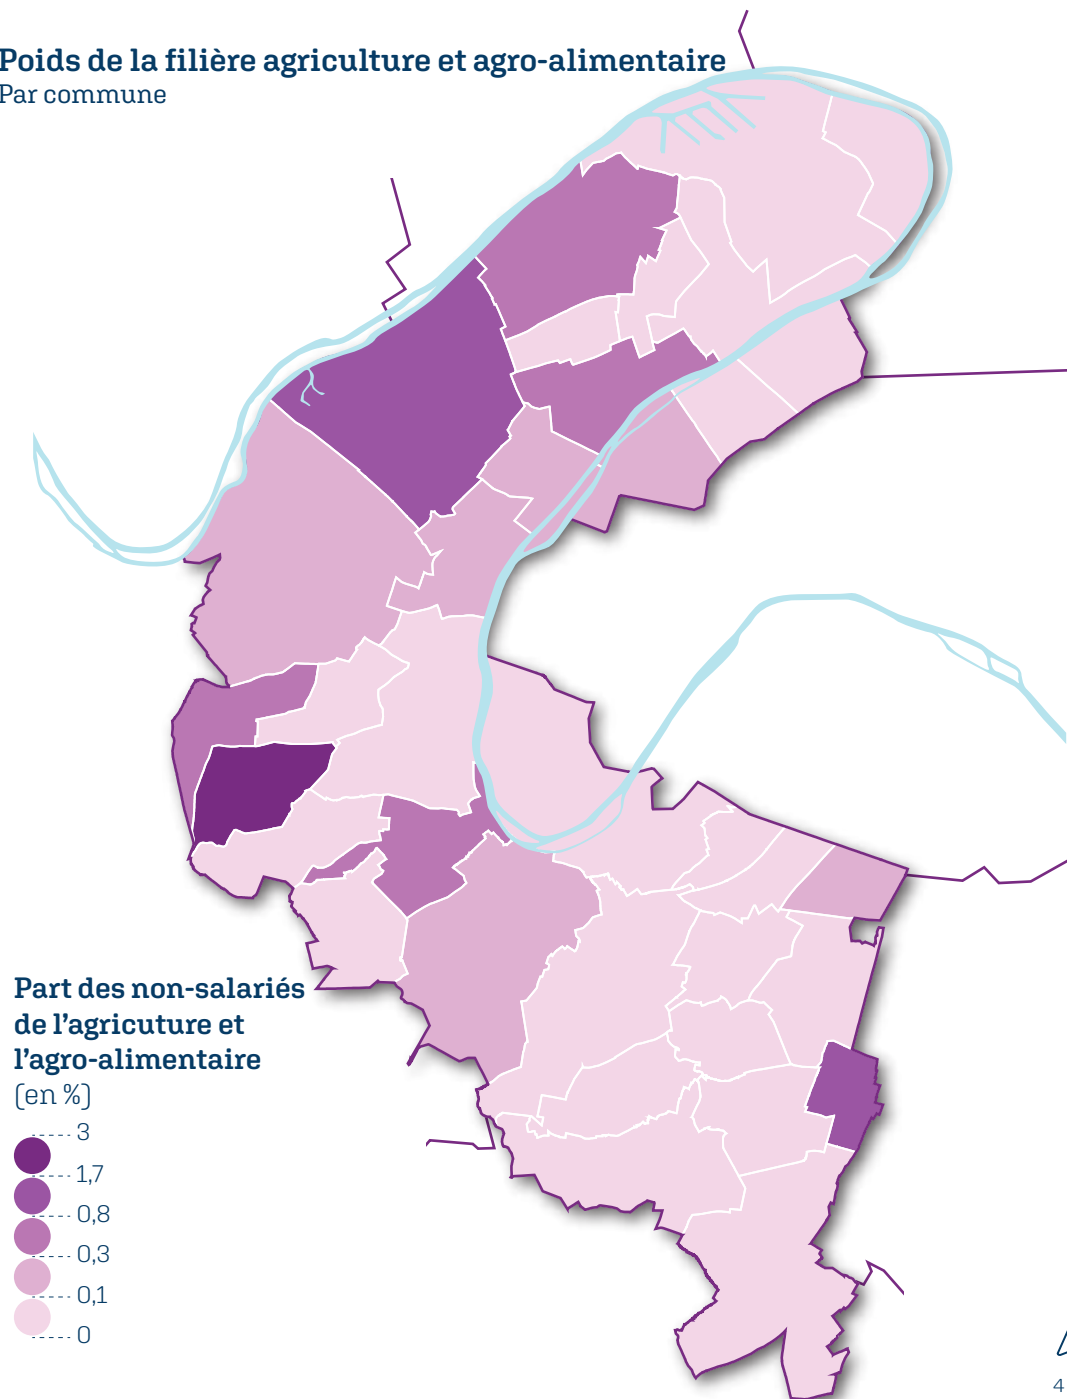 Poids de la filière agriculture et agro-alimentaire
Par commune
Part des non-salariés
de l'agricuture et
l'agro-alimentaire
(en %)
3
1,7
0,8
0,3
0,1
0
4